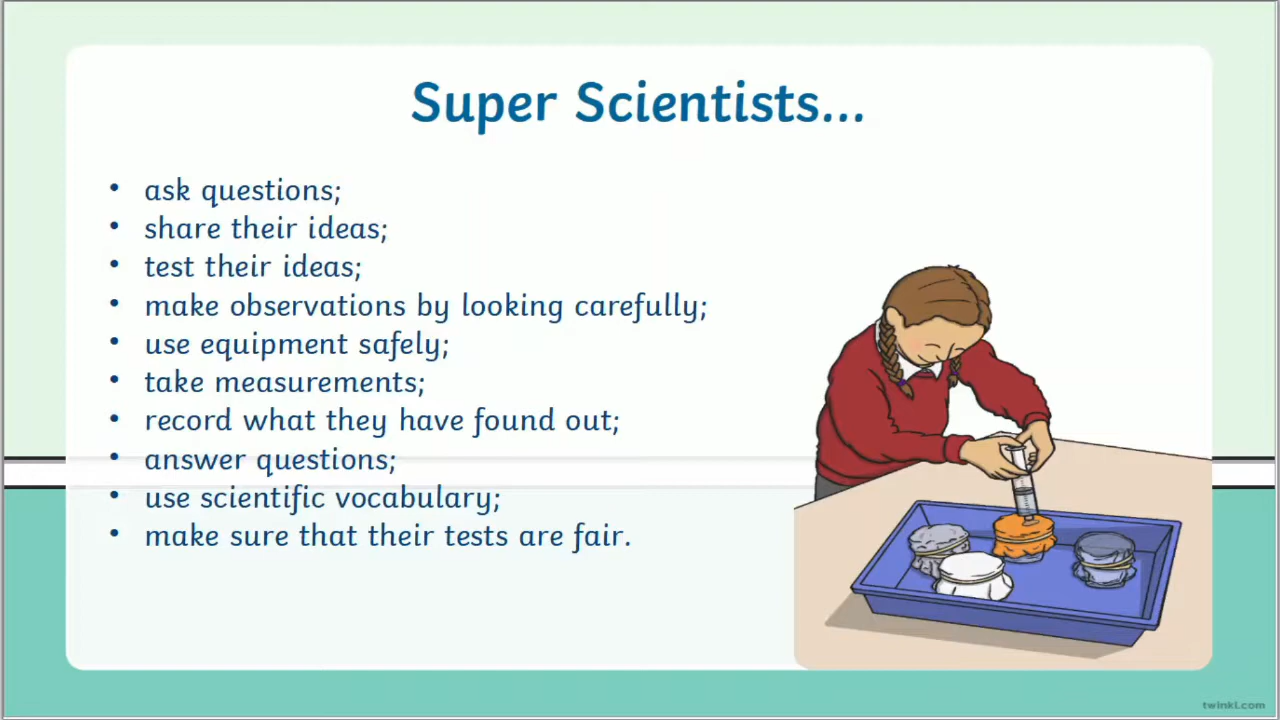 Super Scientists...
• ask questions;
• share their ideas;
• test their ideas;
• make observations by looking carefully;
• use equipment safely;
• take measurements;
• record what they have found out;
• answer questions;
• use scientific vocabulary;
• make sure that their tests are fair.
twinkl.com